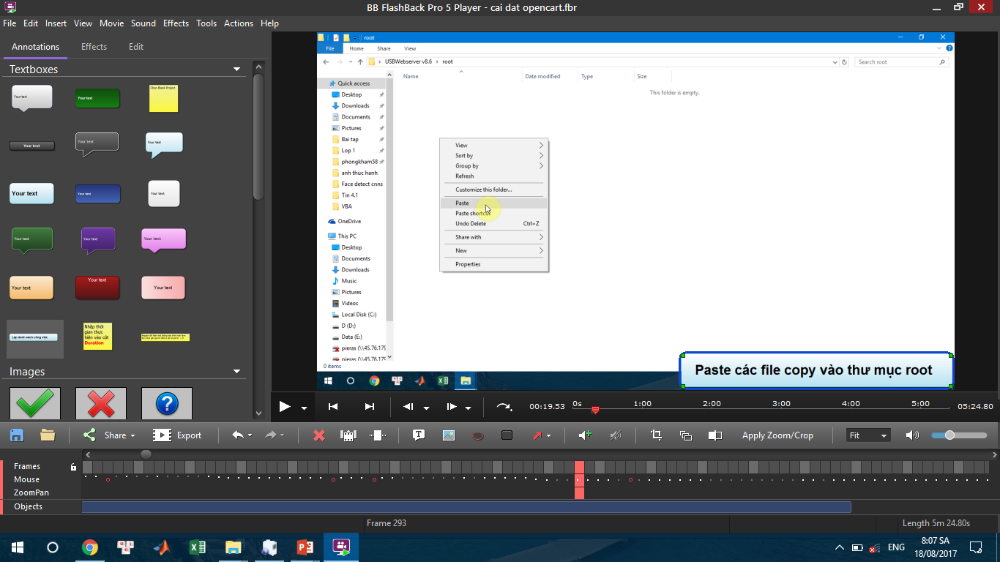 BB FlashBack Pro 5 Player - cai dat opencart.fbr
File Edit Insert View Movie Sound Effects Tools Actions Help
Annotations Effects Edit
Textboxes
Your text
Your text
Chon Blank Project
Your text
Your text
Your text
Your text
Your text
Your text
Your text
Your text
Your text
Your text
Your text
Your text
Lập danh sách công việc
Nhập thời
gian thực
hiện vào cột
Duration
Images
root
File Home Share View
USBWebserver v8.6 root
Search root
Name Date modified Type Size
This folder is empty.
Quick access
Desktop
Downloads
Documents
Pictures
Bai tap
Lop 1
phongkham58
anh thuc hanh
Face detect cnns
Tin 4.1
VBA
OneDrive
This PC
Desktop
Documents
Downloads
Music
Pictures
Videos
Local Disk (C:)
D (D:)
Data (E:)
pieras (\\45.76.179
pieras (\\45.76.179
0 items
View
Sort by
Group by
Refresh
Customize this folder...
Paste
Paste shortcut
Undo Delete Ctrl+Z
Share with
New
Properties
Paste các file copy vào thư mục root
00:19.53 0s 1:00 2:00 3:00 4:00 5:00 05:24.80
Share Export Apply Zoom/Crop Fit
Frames
Mouse
ZoomPan
Objects
Frame 293 Length 5m 24.80s
ENG 8:07 SA
18/08/2017